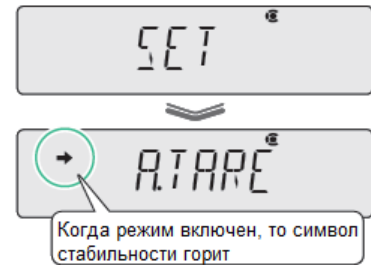 SET
A.TARE
Когда режим включен, то символ
стабильности горит